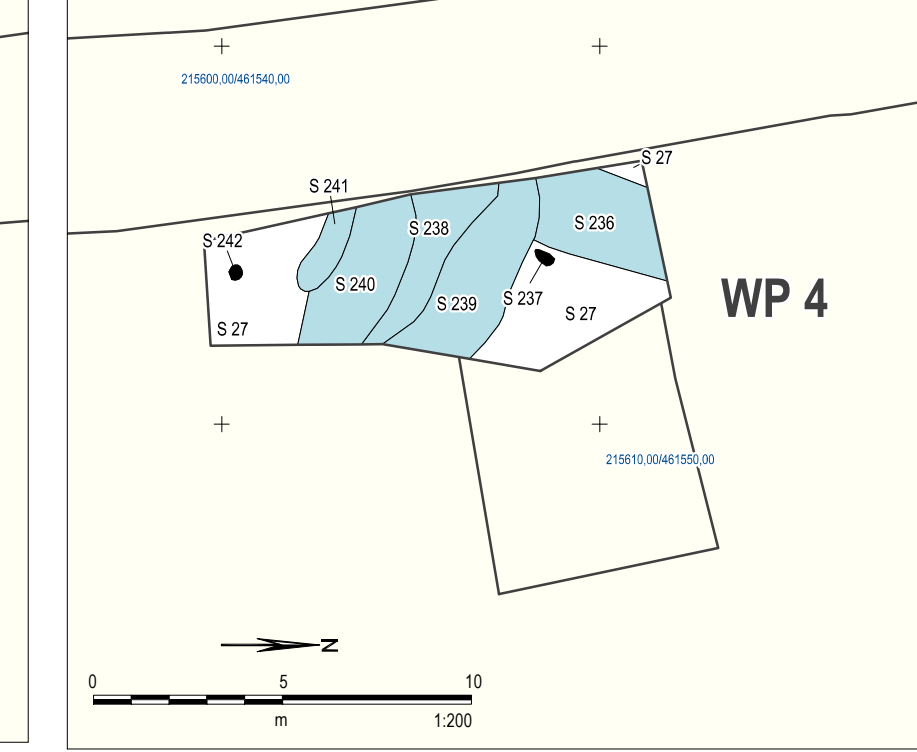 215600,00/461540,00
S 27
S 241
S 238
S 236
S 242
S 240
S 239
S 237
S 27
S 27
WP 4
215610,00/461550,00
N
0 5 10
m 1:200